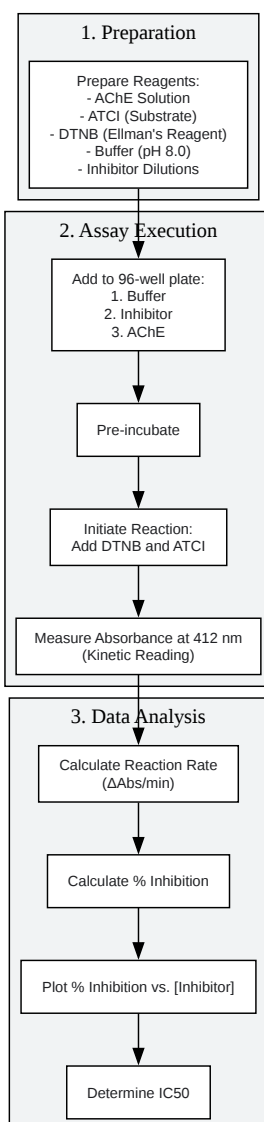 1. Preparation
Prepare Reagents:
- AChE Solution
- ATCI (Substrate)
- DTNB (Ellman's Reagent)
- Buffer (pH 8.0)
- Inhibitor Dilutions
2. Assay Execution
Add to 96-well plate:
1. Buffer
2. Inhibitor
3. AChE
Pre-incubate
Initiate Reaction:
Add DTNB and ATCI
Measure Absorbance at 412 nm
(Kinetic Reading)
3. Data Analysis
Calculate Reaction Rate
(ΔAbs/min)
Calculate % Inhibition
Plot % Inhibition vs. [Inhibitor]
Determine IC50